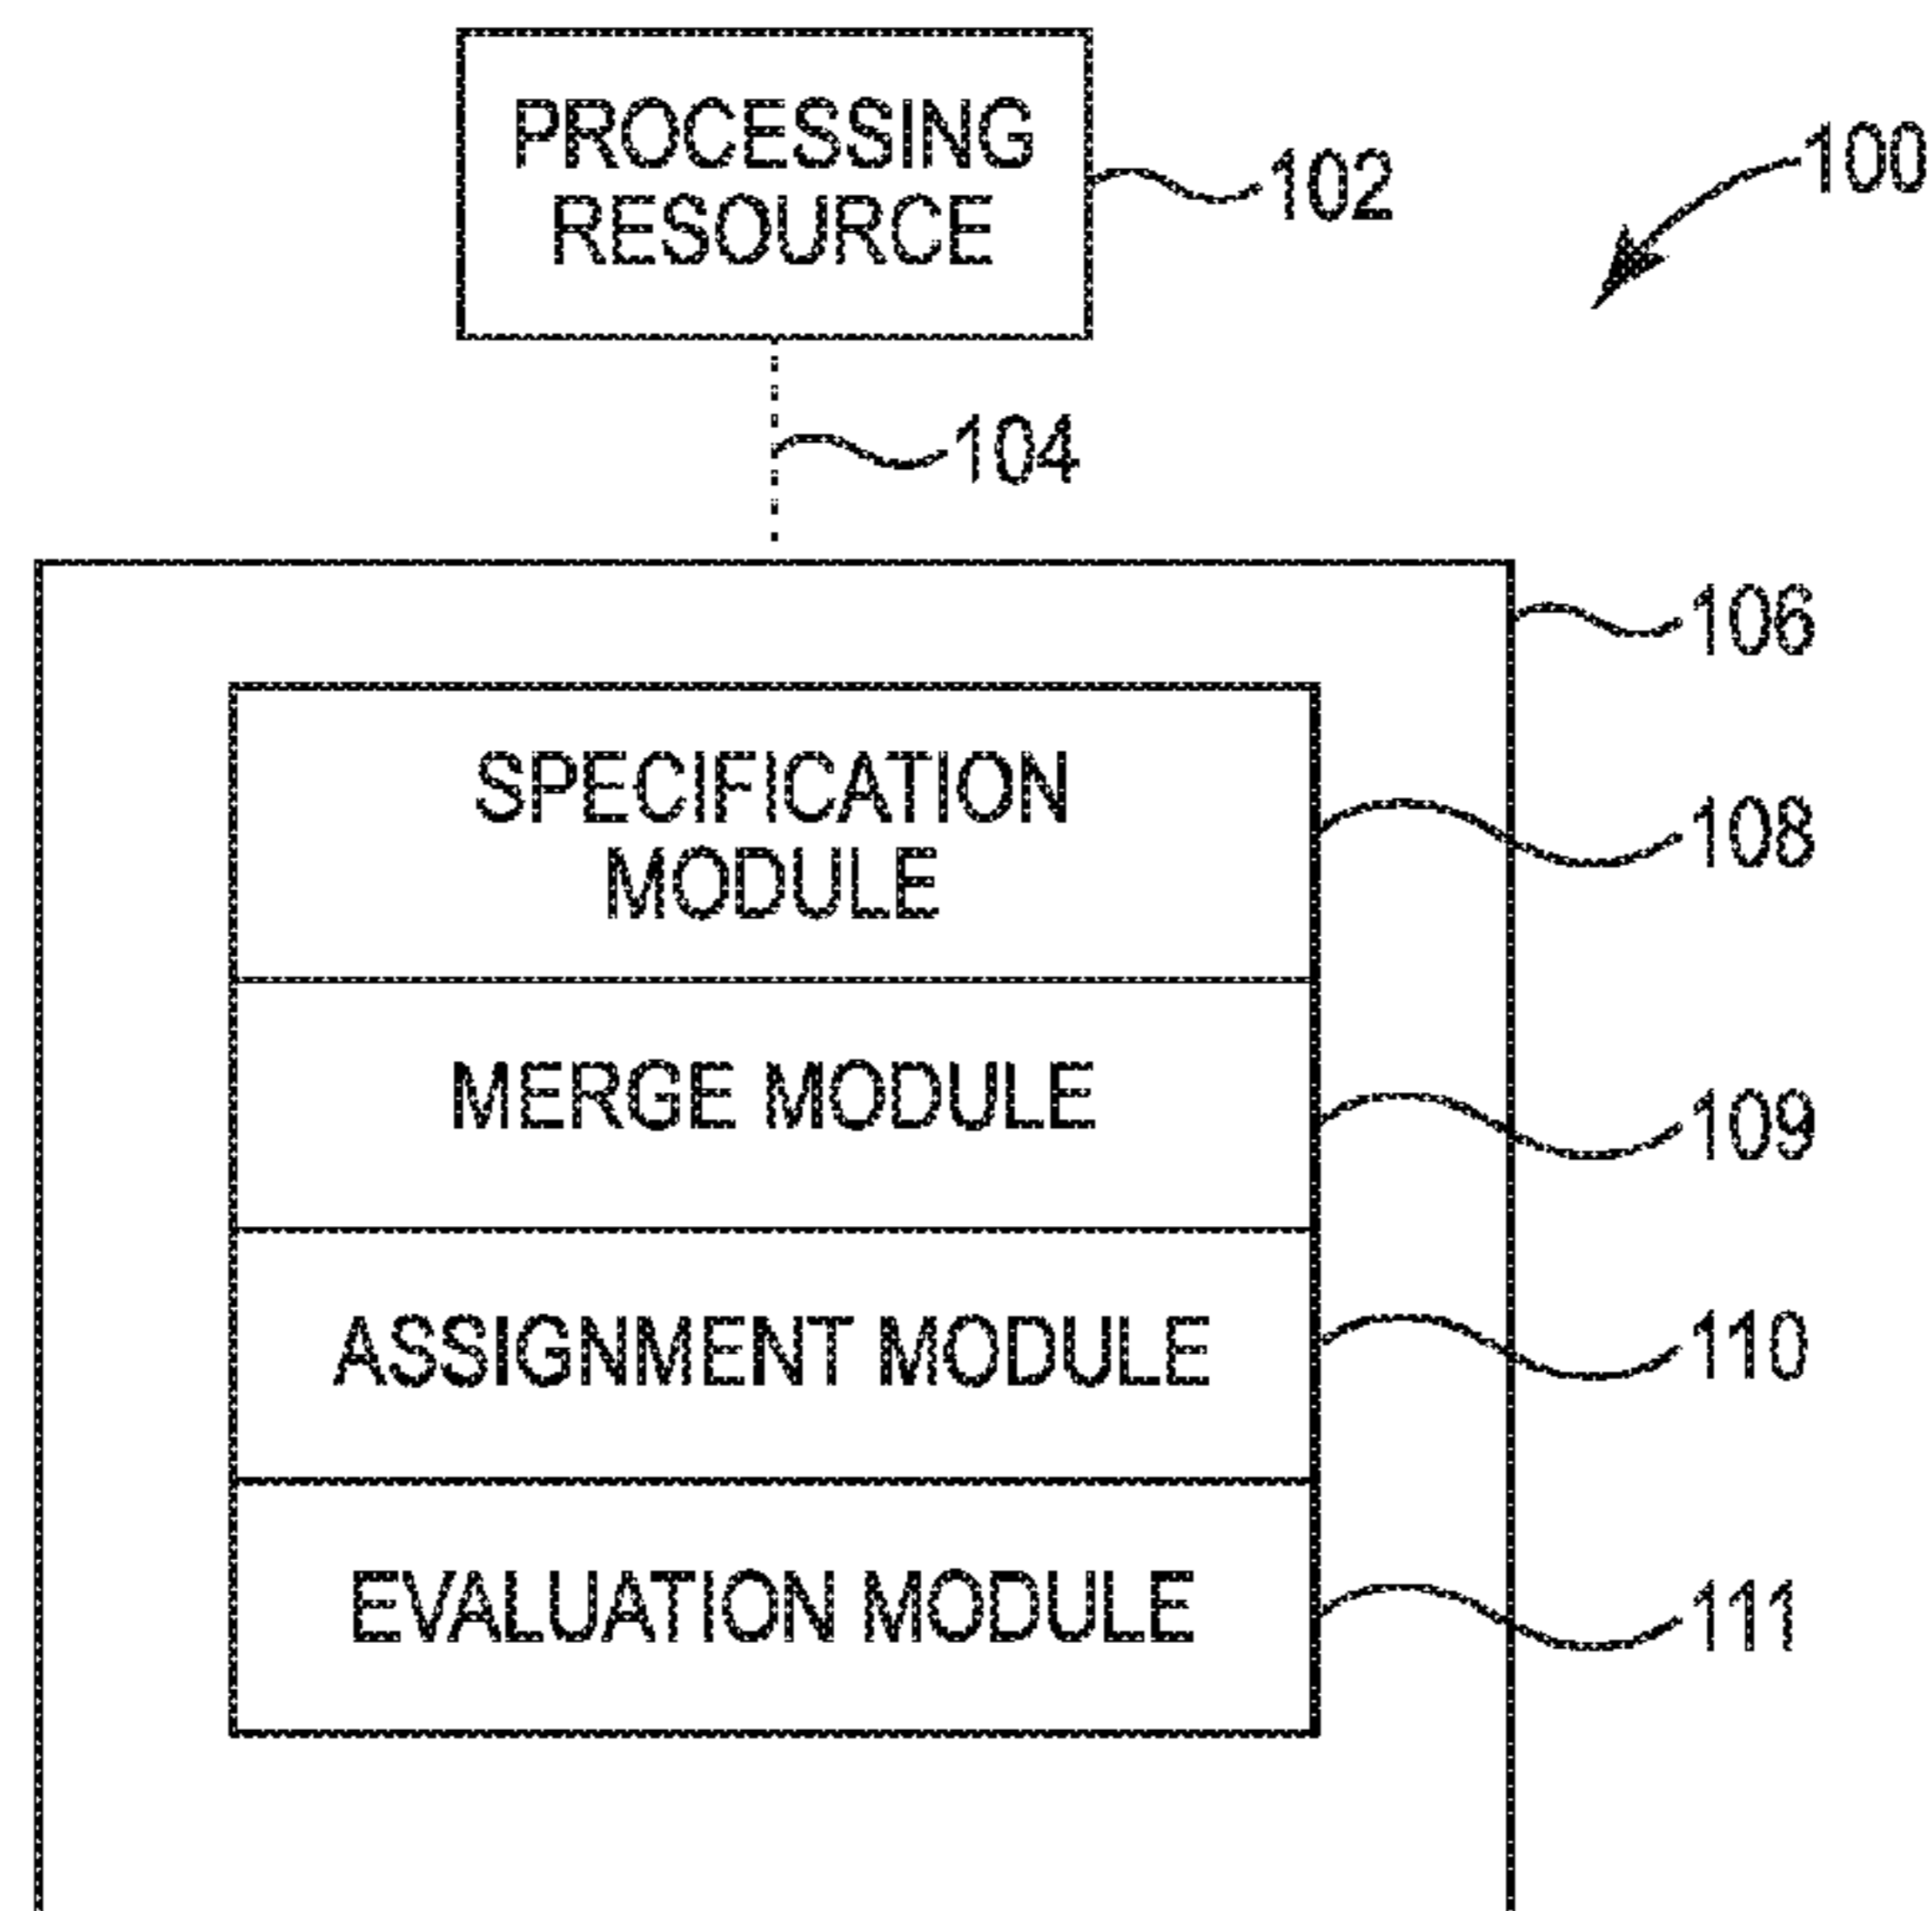 PROCESSING
RESOURCE
102
100
104
106
SPECIFICATION
MODULE
108
MERGE MODULE
109
ASSIGNMENT MODULE
110
EVALUATION MODULE
111